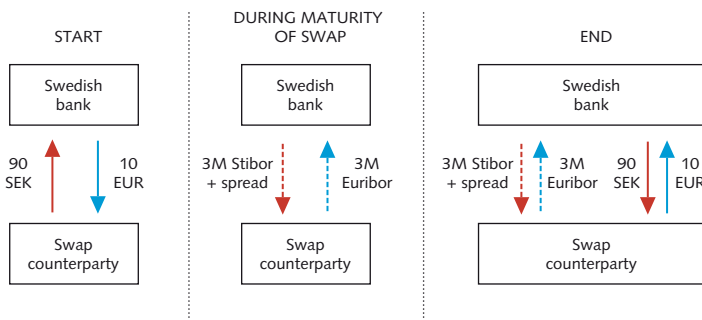 START
DURING MATURITY
OF SWAP
END
Swedish
bank
Swedish
bank
Swedish
bank
90
SEK
10
EUR
3M Stibor
+ spread
3M
Euribor
3M Stibor
+ spread
3M
Euribor
90
SEK
10
EUR
Swap
counterparty
Swap
counterparty
Swap
counterparty